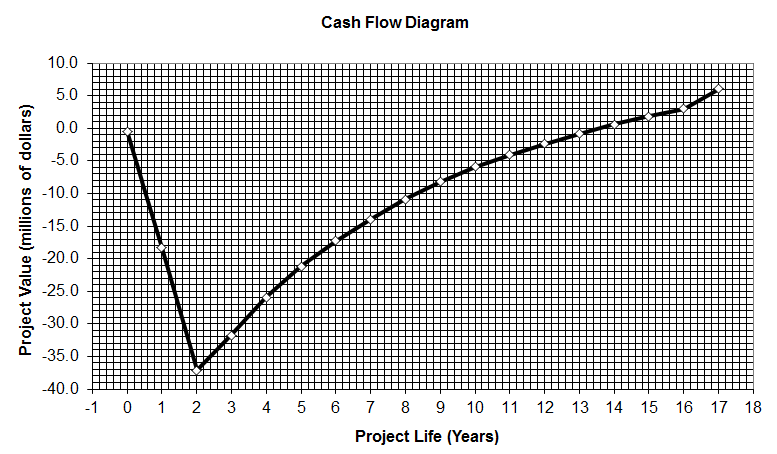 Cash Flow Diagram
Project Value (millions of dollars)
10.0
5.0
0.0
-5.0
-10.0
-15.0
-20.0
-25.0
-30.0
-35.0
-40.0
-1 0 1 2 3 4 5 6 7 8 9 10 11 12 13 14 15 16 17 18
Project Life (Years)